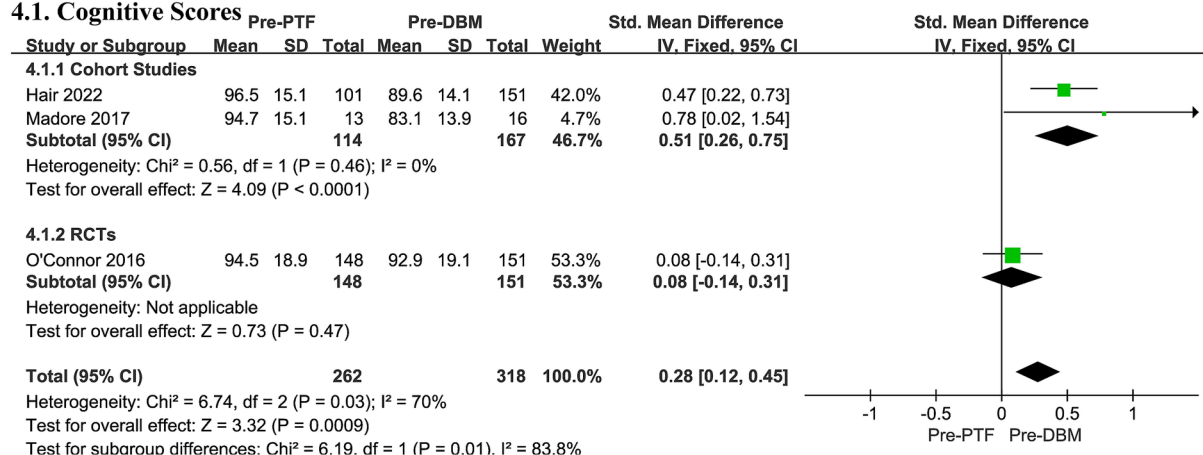 4.1. Cognitive Scores
Pre-PTF Pre-DBM Std. Mean Difference Std. Mean Difference
Study or Subgroup Mean SD Total Mean SD Total Weight IV, Fixed, 95% CI IV, Fixed, 95% CI
4.1.1 Cohort Studies
Hair 2022 96.5 15.1 101 89.6 14.1 151 42.0% 0.47 [0.22, 0.73]
Madore 2017 94.7 15.1 13 83.1 13.9 16 4.7% 0.78 [0.02, 1.54]
Subtotal (95% CI) 114 167 46.7% 0.51 [0.26, 0.75]
Heterogeneity: Chi² = 0.56, df = 1 (P = 0.46); I² = 0%
Test for overall effect: Z = 4.09 (P < 0.0001)
4.1.2 RCTs
O'Connor 2016 94.5 18.9 148 92.9 19.1 151 53.3% 0.08 [-0.14, 0.31]
Subtotal (95% CI) 148 151 53.3% 0.08 [-0.14, 0.31]
Heterogeneity: Not applicable
Test for overall effect: Z = 0.73 (P = 0.47)
Total (95% CI) 262 318 100.0% 0.28 [0.12, 0.45]
Heterogeneity: Chi² = 6.74, df = 2 (P = 0.03); I² = 70%
Test for overall effect: Z = 3.32 (P = 0.0009)
Test for subgroup differences: Chi² = 6.19, df = 1 (P = 0.01), I² = 83.8%
-1 -0.5 0 0.5 1
Pre-PTF Pre-DBM